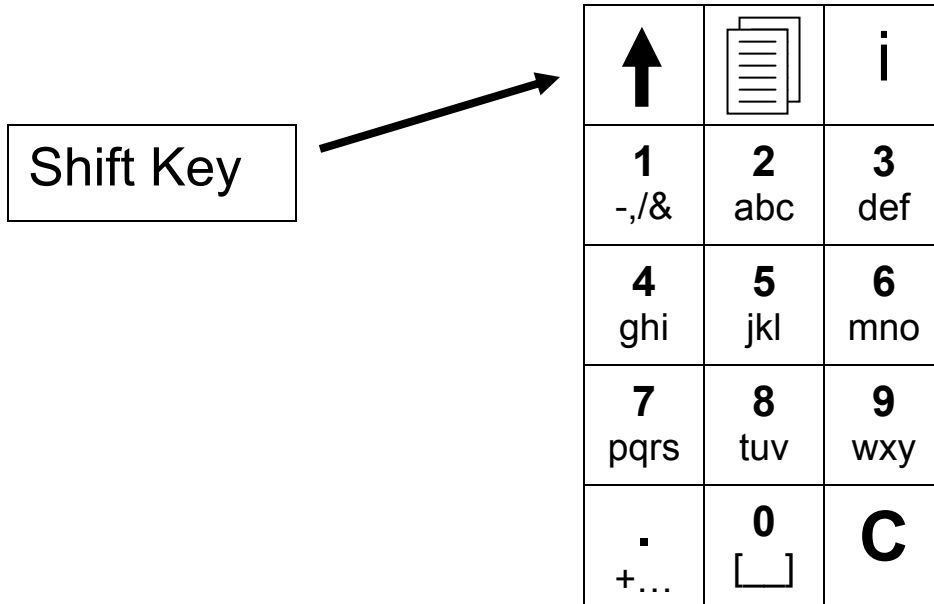 i
Shift Key
1 2 3
-,/& abc def
4 5 6
ghi jkl mno
7 8 9
pqrs tuv wxy
. 0 C
+... [__]